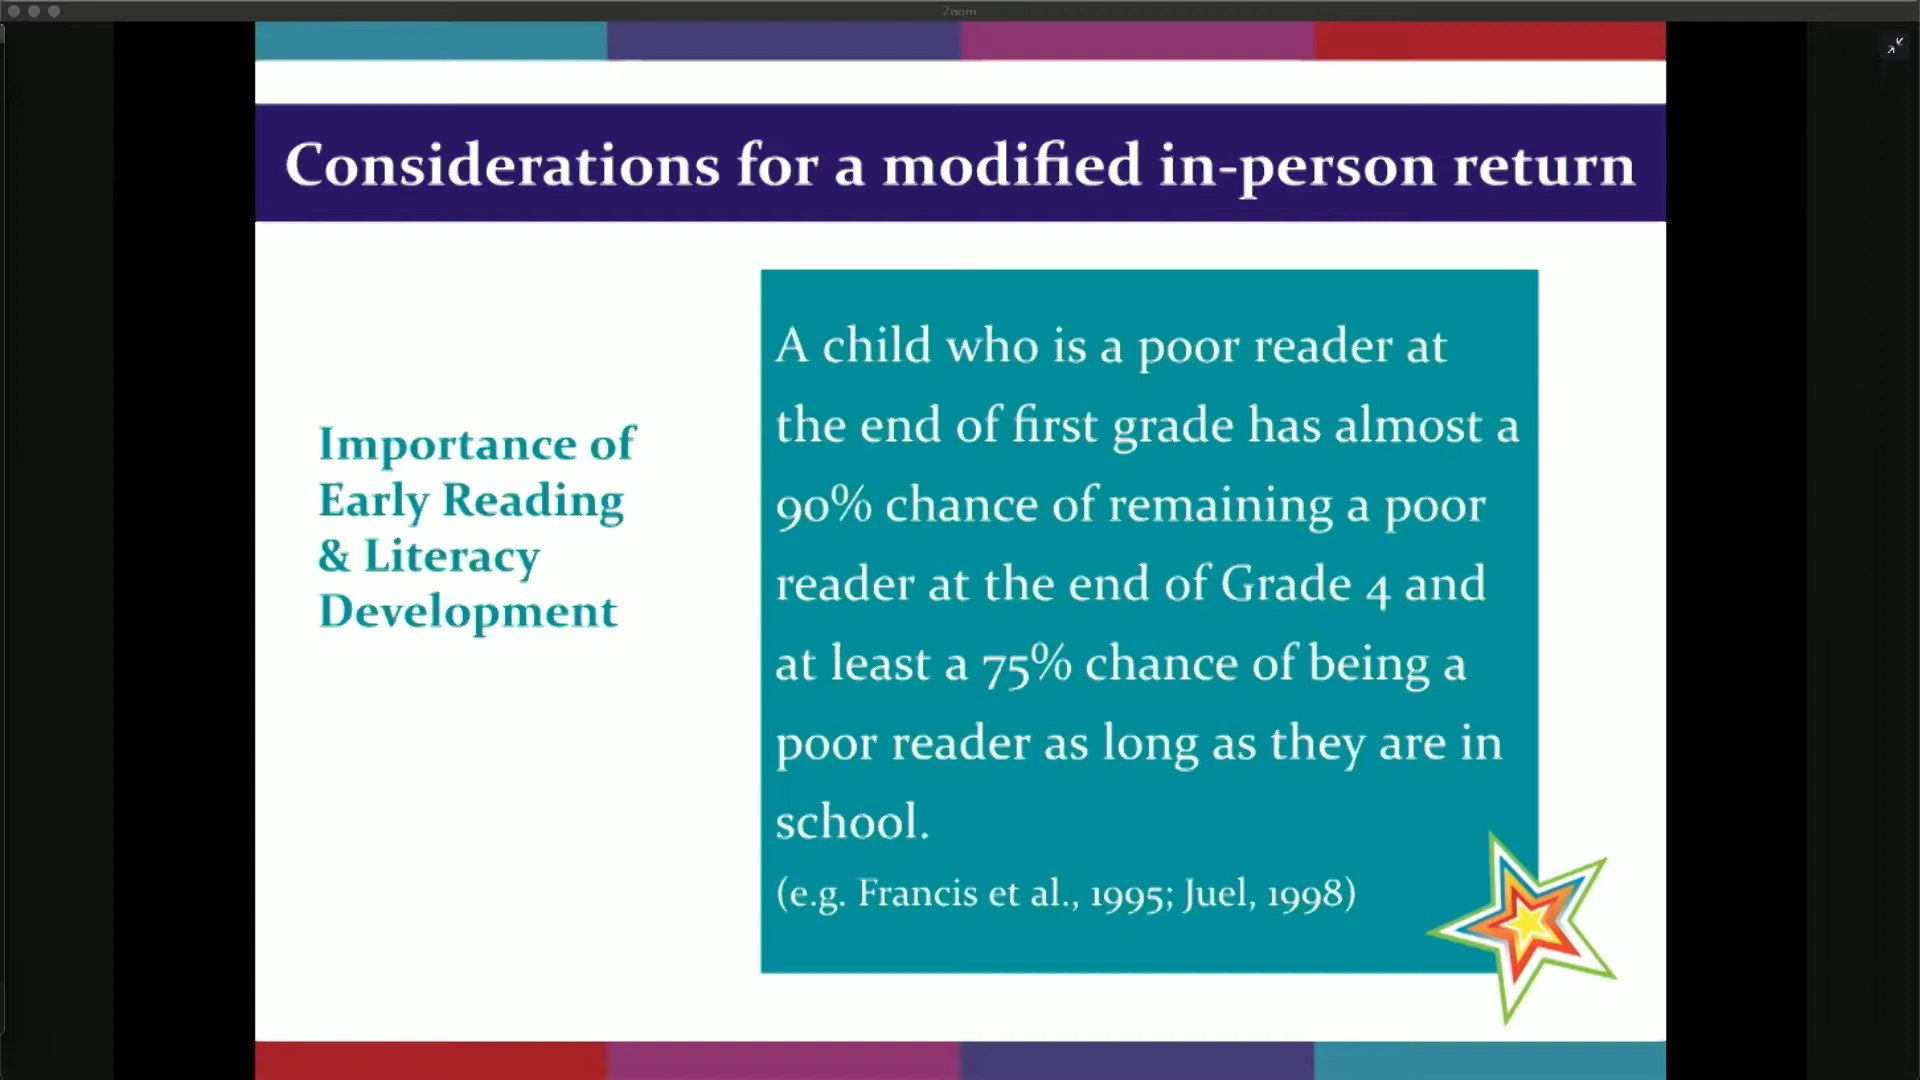 Zoom
Considerations for a modified in-person return
Importance of
Early Reading
& Literacy
Development
A child who is a poor reader at
the end of first grade has almost a
90% chance of remaining a poor
reader at the end of Grade 4 and
at least a 75% chance of being a
poor reader as long as they are in
school.
(e.g. Francis et al., 1995; Juel, 1998)